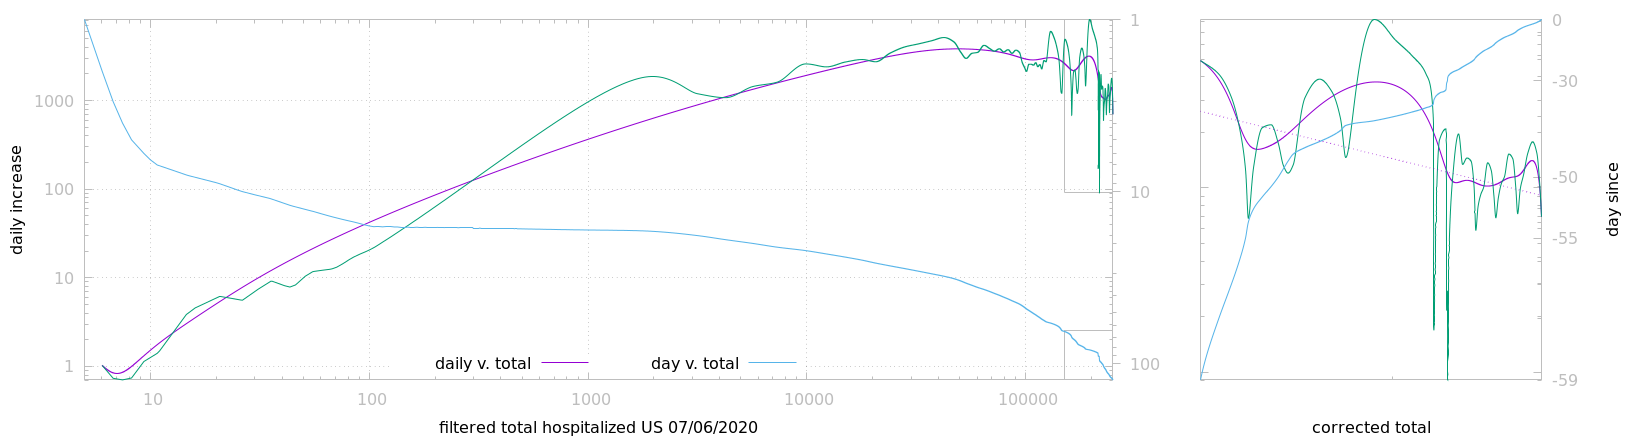 daily increase
1000
100
10
1
10
100
1000
10000
100000
1
10
100
daily v. total
day v. total
filtered total hospitalized US 07/06/2020
0
-30
-50
-55
-59
day since
corrected total